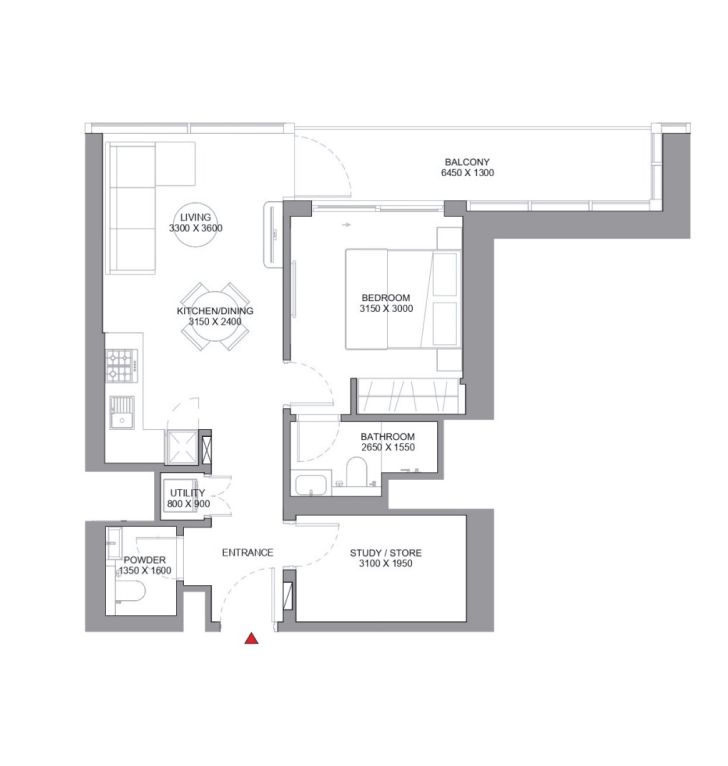 BALCONY
6450 X 1300
LIVING
3300 X 3600
BEDROOM
3150 X 3000
KITCHEN/DINING
3150 X 2400
BATHROOM
2650 X 1550
UTILITY
800 X 900
ENTRANCE
STUDY / STORE
3100 X 1950
POWDER
1350 X 1600